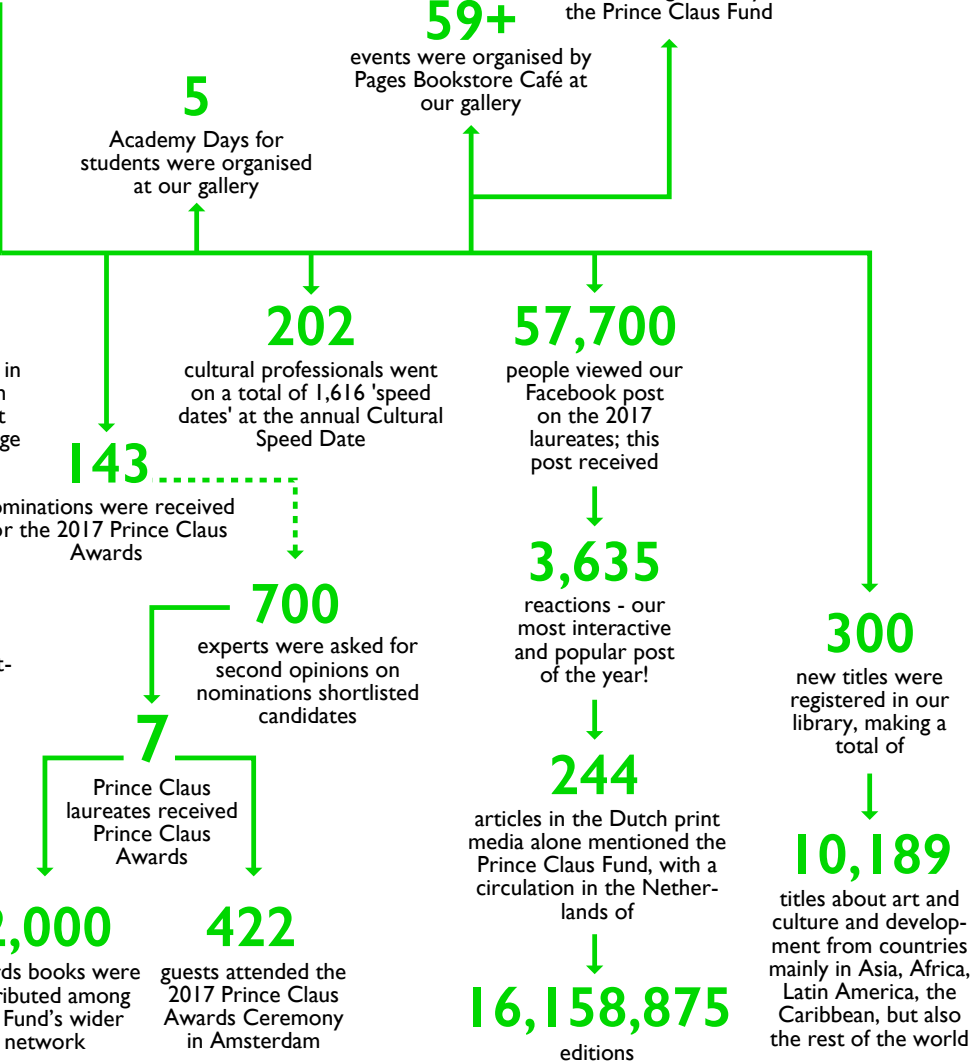 the Prince Claus Fund
59+
events were organised by
Pages Bookstore Café at
our gallery
5
Academy Days for
students were organised
at our gallery
202
cultural professionals went
on a total of 1,616 'speed
dates' at the annual Cultural
Speed Date
57,700
people viewed our
Facebook post
on the 2017
laureates; this
post received
in
143
were received
the 2017 Prince Claus
Awards
3,635
reactions - our
most interactive
and popular post
of the year!
700
experts were asked for
second opinions on
nominations shortlisted
candidates
300
new titles were
registered in our
library, making a
total of
7
Prince Claus
laureates received
Prince Claus
Awards
244
articles in the Dutch print
media alone mentioned the
Prince Claus Fund, with a
circulation in the Nether-
lands of
10,189
titles about art and
culture and develop-
ment from countries
mainly in Asia, Africa,
Latin America, the
Caribbean, but also
the rest of the world
books were
among
Fund's wider
network
422
guests attended the
2017 Prince Claus
Awards Ceremony
in Amsterdam
16,158,875
editions